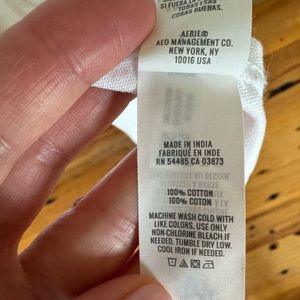 SI FUERA
COSAS BUENAS.
AERIE®
AEO MANAGEMENT CO.
NEW YORK, NY
10016 USA
MADE IN INDIA
FABRIQUÉ EN INDE
RN 54485 CA 03873
100% COTTON
100% COTON
MACHINE WASH COLD WITH
LIKE COLORS. USE ONLY
NON-CHLORINE BLEACH IF
NEEDED. TUMBLE DRY LOW.
COOL IRON IF NEEDED.